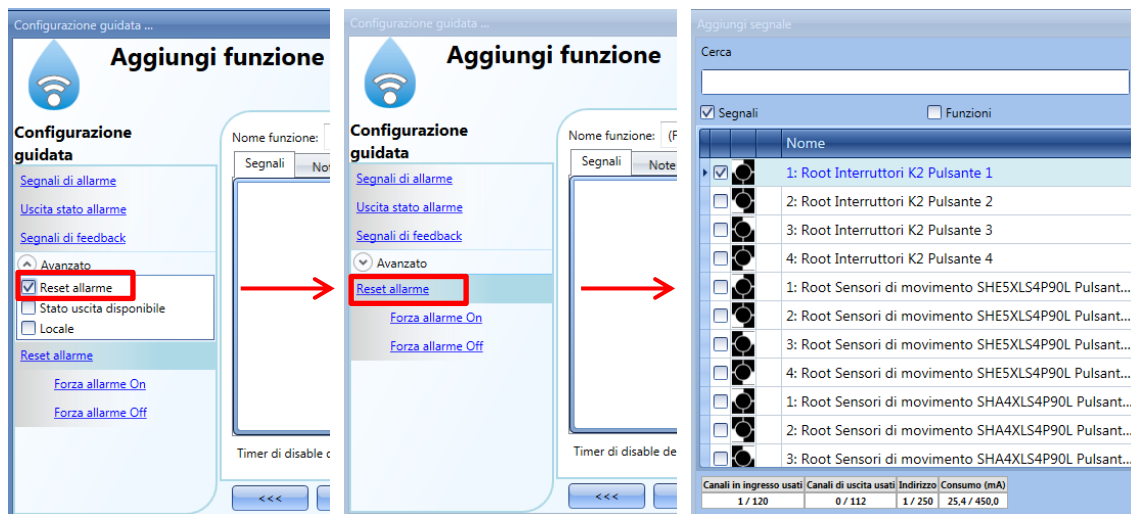 Configurazione guidata ...
Aggiungi funzione
Configurazione
guidata
Segnali di allarme
Uscita stato allarme
Segnali di feedback
Avanzato
Reset allarme
Stato uscita disponibile
Locale
Reset allarme
Forza allarme On
Forza allarme Off
Nome funzione:
Segnali
Timer di disable
<<<
Configurazione guidata ...
Aggiungi funzione
Configurazione
guidata
Segnali di allarme
Uscita stato allarme
Segnali di feedback
Avanzato
Reset allarme
Forza allarme On
Forza allarme Off
Nome funzione: (F
Segnali Note
Timer di disable de
<<<
Aggiungi segnale
Cerca
Segnali Funzioni
Nome
1: Root Interruttori K2 Pulsante 1
2: Root Interruttori K2 Pulsante 2
3: Root Interruttori K2 Pulsante 3
4: Root Interruttori K2 Pulsante 4
1: Root Sensori di movimento SHE5XLS4P90L Pulsant...
2: Root Sensori di movimento SHE5XLS4P90L Pulsant...
3: Root Sensori di movimento SHE5XLS4P90L Pulsant...
4: Root Sensori di movimento SHE5XLS4P90L Pulsant...
1: Root Sensori di movimento SHA4XLS4P90L Pulsant...
2: Root Sensori di movimento SHA4XLS4P90L Pulsant...
3: Root Sensori di movimento SHA4XLS4P90L Pulsant...
Canali in ingresso usati Canali di uscita usati Indirizzo Consumo (mA)
1 / 120 0 / 112 1 / 250 25,4 / 450,0